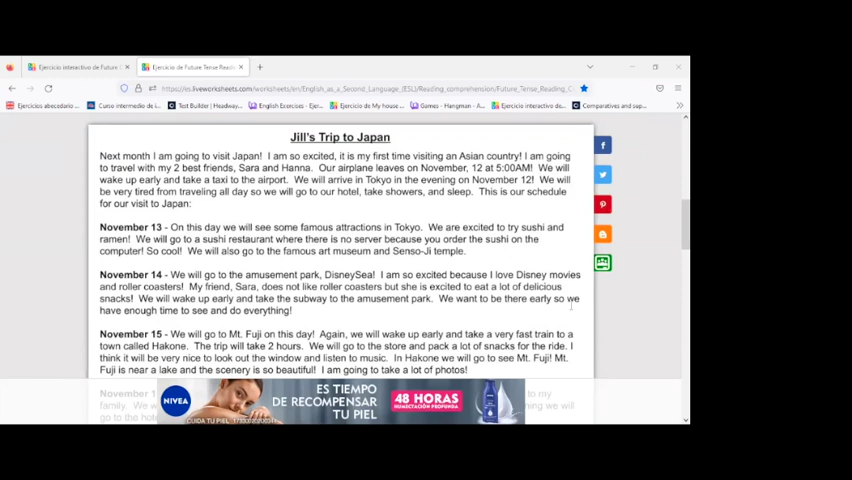 Ejercicio interactivo de Future
Ejercicio de Future Tense Readi
https://es.liveworksheets.com/worksheets/en/English_as_a_Second_Language_(ESL)/Reading_comprehension/Future_Tense_Reading_C
Ejercicios abecedario
Curso intermedio de i
Test Builder | Headway
English Exercises - Ejer
Ejercicio de My house
Games - Hangman - A
Ejercicio interactivo de
Comparatives and sup
Jill's Trip to Japan
Next month I am going to visit Japan! I am so excited, it is my first time visiting an Asian country! I am going
to travel with my 2 best friends, Sara and Hanna. Our airplane leaves on November, 12 at 5:00AM! We will
wake up early and take a taxi to the airport. We will arrive in Tokyo in the evening on November 12! We will
be very tired from traveling all day so we will go to our hotel, take showers, and sleep. This is our schedule
for our visit to Japan:
November 13 - On this day we will see some famous attractions in Tokyo. We are excited to try sushi and
ramen! We will go to a sushi restaurant where there is no server because you order the sushi on the
computer! So cool! We will also go to the famous art museum and Senso-Ji temple.
November 14 - We will go to the amusement park, DisneySea! I am so excited because I love Disney movies
and roller coasters! My friend, Sara, does not like roller coasters but she is excited to eat a lot of delicious
snacks! We will wake up early and take the subway to the amusement park. We want to be there early so we
have enough time to see and do everything!
November 15 - We will go to Mt. Fuji on this day! Again, we will wake up early and take a very fast train to a
town called Hakone. The trip will take 2 hours. We will go to the store and pack a lot of snacks for the ride. I
think it will be very nice to look out the window and listen to music. In Hakone we will go to see Mt. Fuji! Mt.
Fuji is near a lake and the scenery is so beautiful! I am going to take a lot of photos!
November to my
family. We w ning we will
go to the hot
NIVEA
ES TIEMPO
DE RECOMPENSAR
TU PIEL
48 HORAS
HUMECTACIÓN PROFUNDA
CUIDA TU PIEL